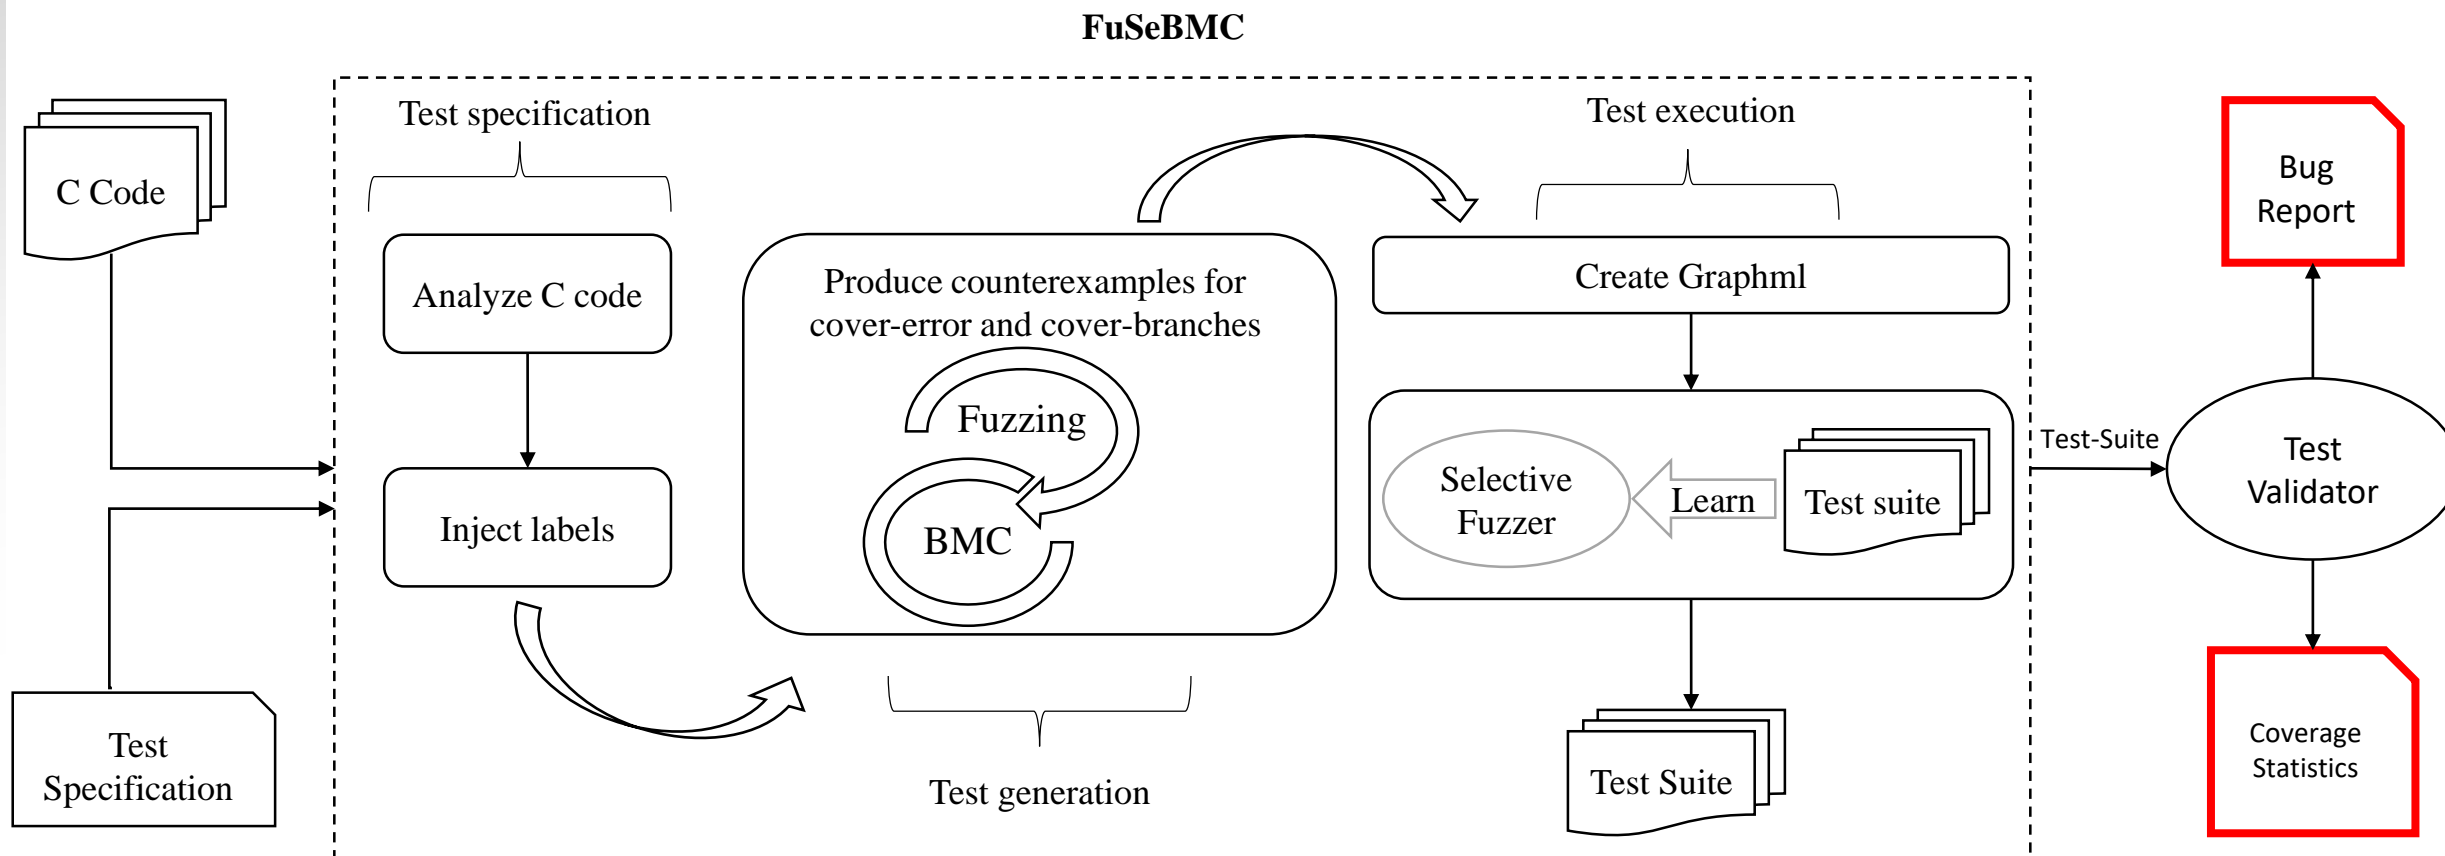 FuSeBMC
C Code
Test
Specification
Test specification
Analyze C code
Inject labels
Produce counterexamples for
cover-error and cover-branches
Fuzzing
BMC
Test generation
Test execution
Create Graphml
Selective
Fuzzer
Learn
Test suite
Test Suite
Test-Suite
Bug
Report
Test
Validator
Coverage
Statistics